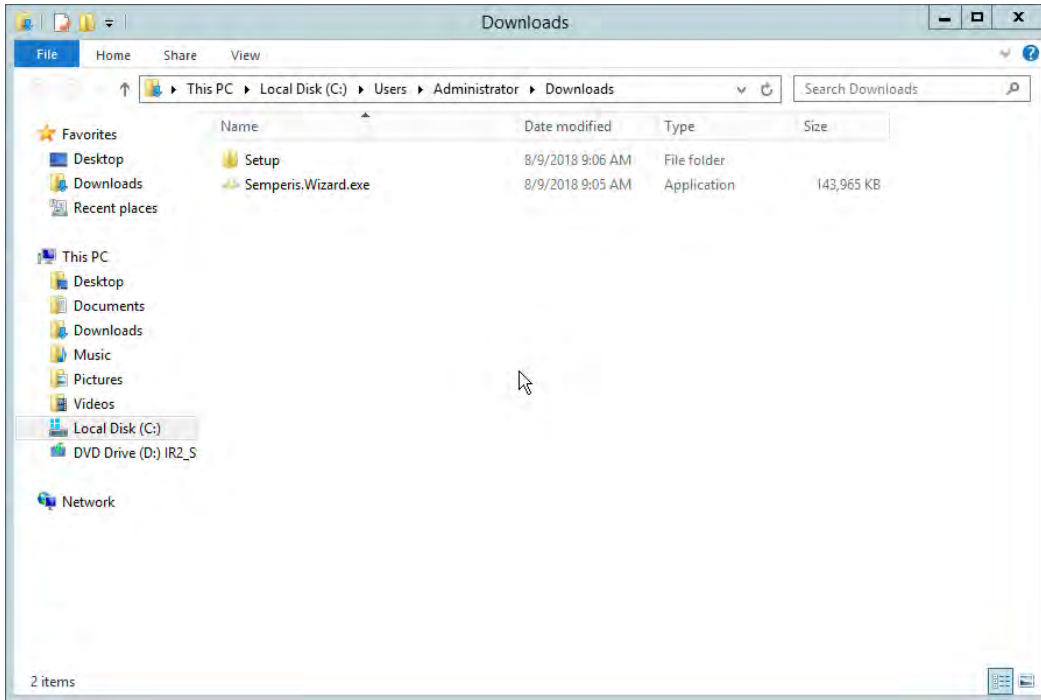 Downloads
File Home Share View
This PC Local Disk (C:) Users Administrator Downloads Search Downloads
Name Date modified Type Size
Setup 8/9/2018 9:06 AM File folder
Semperis.Wizard.exe 8/9/2018 9:05 AM Application 143,965 KB
Favorites
Desktop
Downloads
Recent places
This PC
Desktop
Documents
Downloads
Music
Pictures
Videos
Local Disk (C:)
DVD Drive (D:) IR2_S
Network
2 items